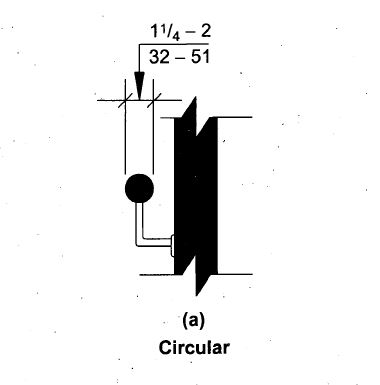 1¹/₄ – 2
32 – 51
(a)
Circular